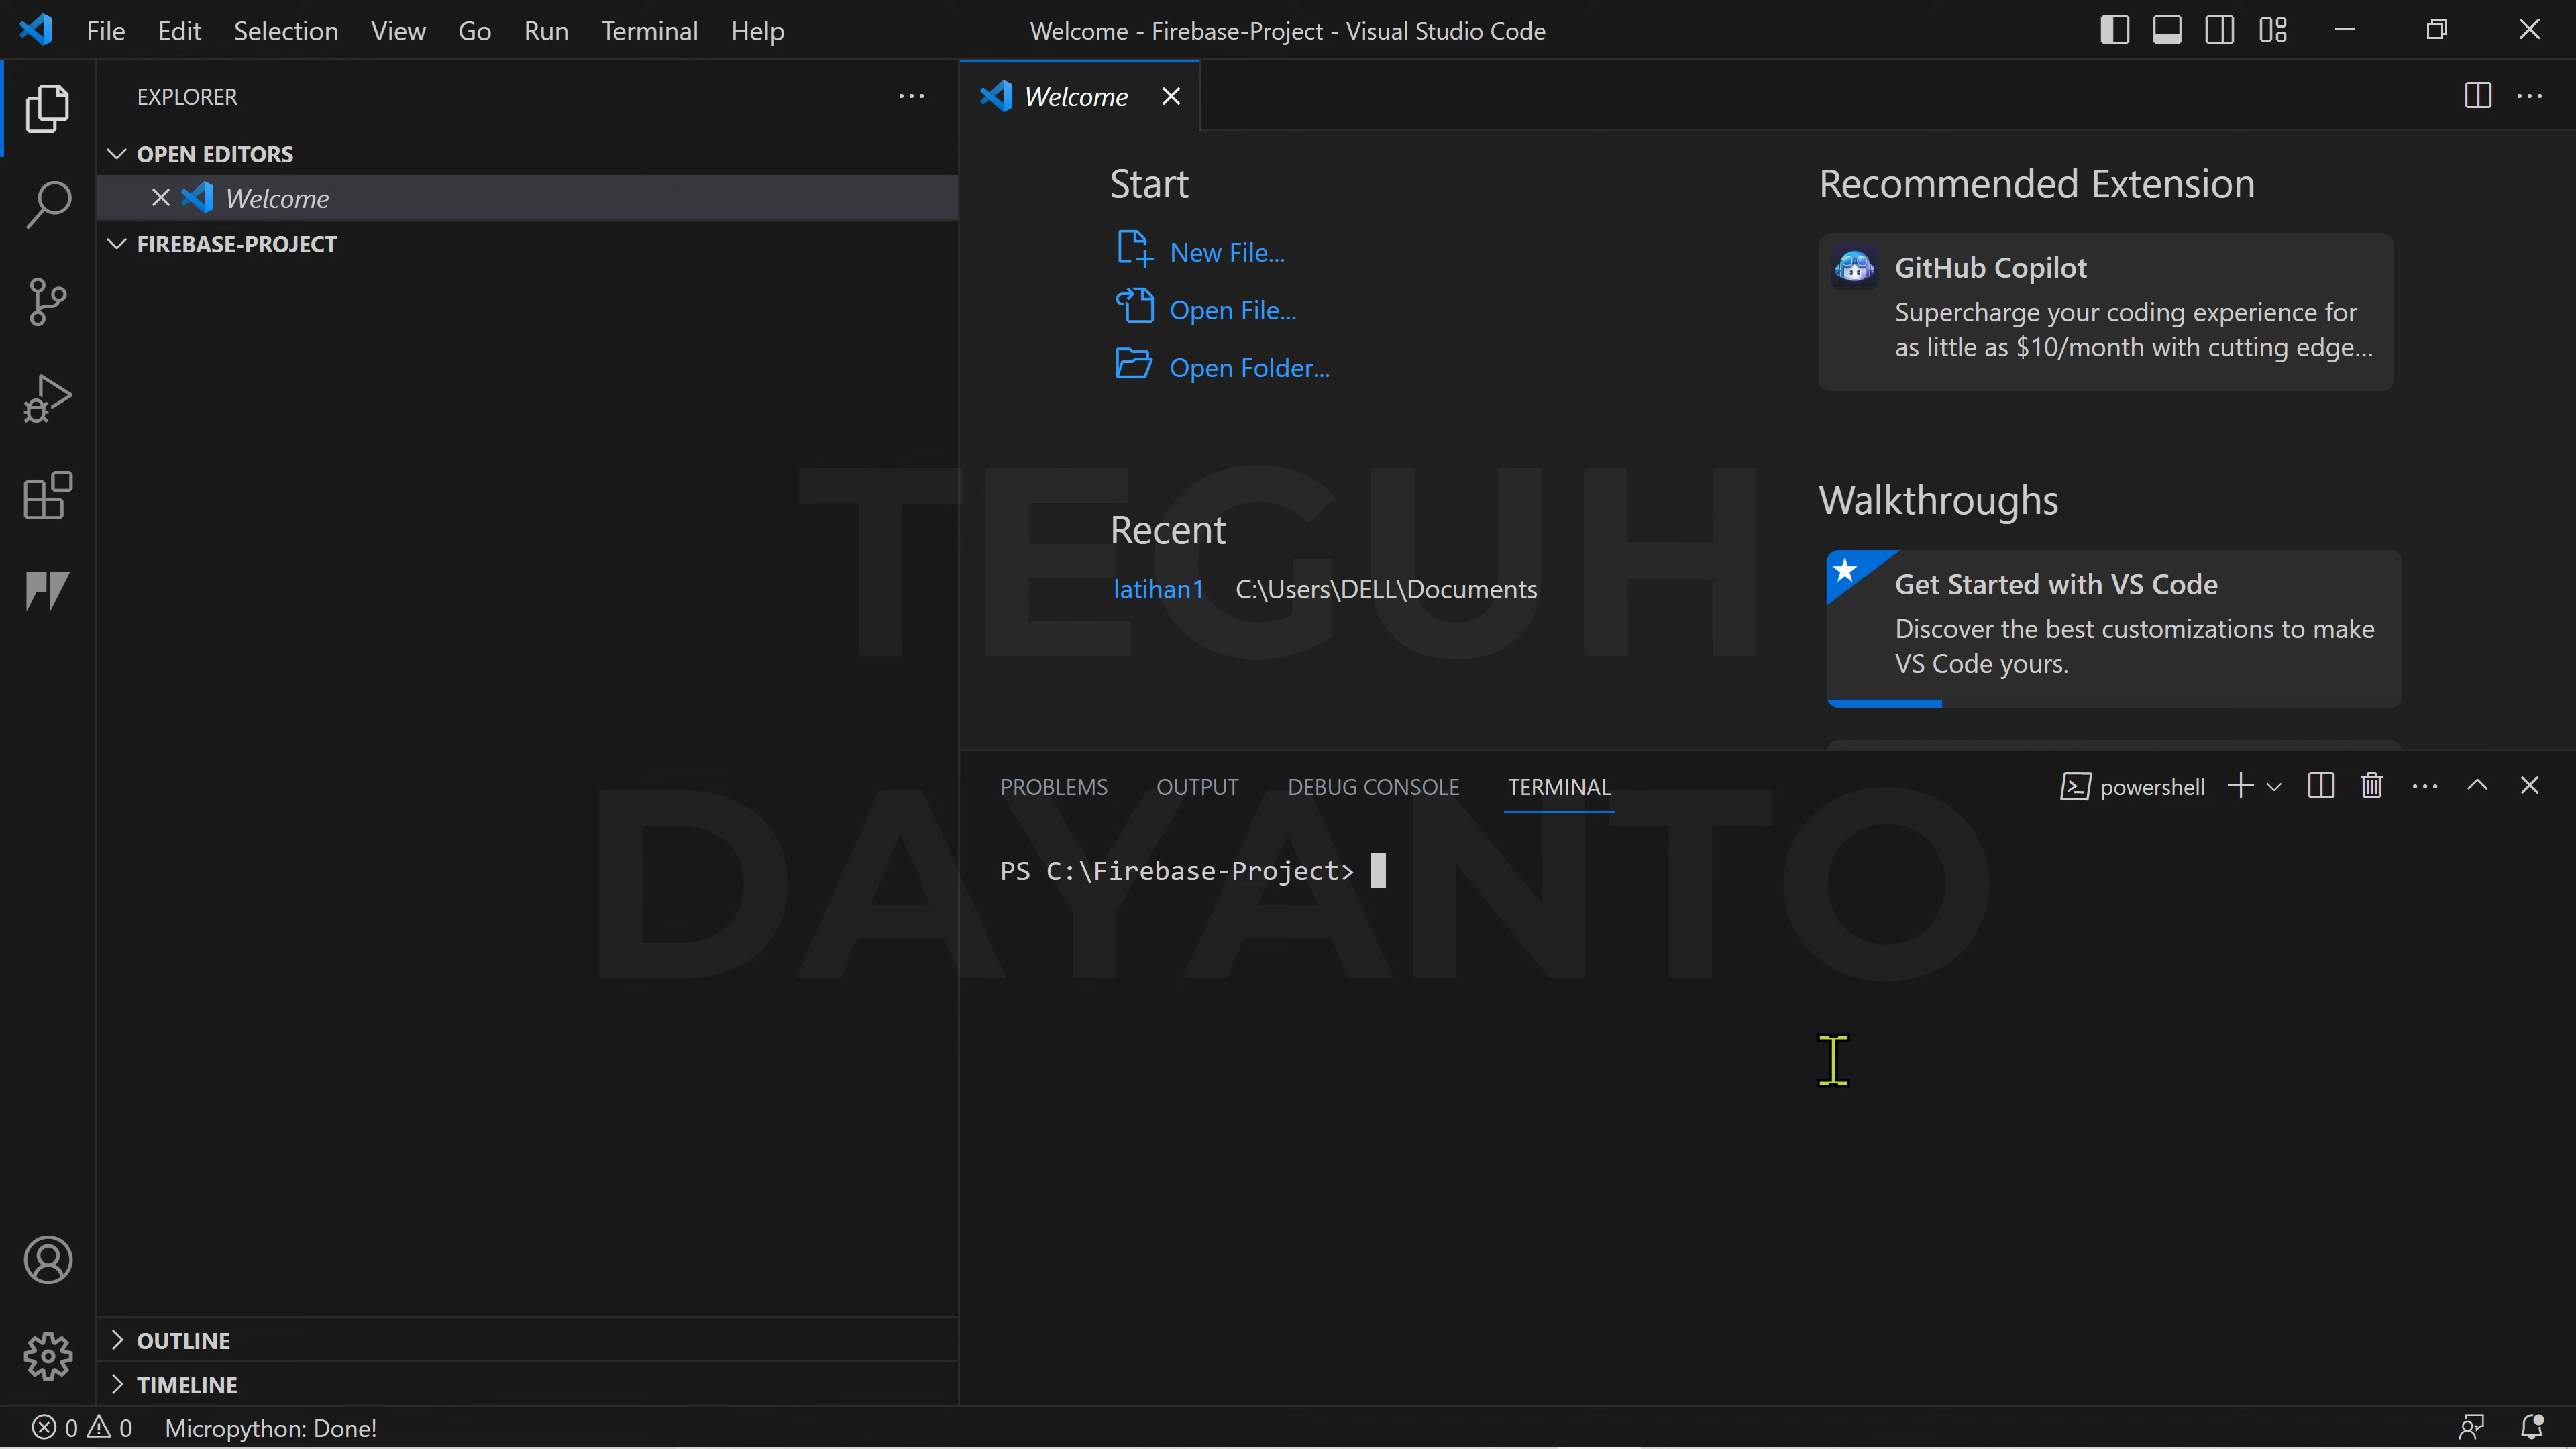 File Edit Selection View Go Run Terminal Help
Welcome - Firebase-Project - Visual Studio Code
EXPLORER
OPEN EDITORS
Welcome
FIREBASE-PROJECT
OUTLINE
TIMELINE
Welcome
Start
New File...
Open File...
Open Folder...
Recent
latihan1 C:\Users\DELL\Documents
Recommended Extension
GitHub Copilot
Supercharge your coding experience for
as little as $10/month with cutting edge...
Walkthroughs
Get Started with VS Code
Discover the best customizations to make
VS Code yours.
TEGUH
DAYANTO
PROBLEMS OUTPUT DEBUG CONSOLE TERMINAL
powershell
PS C:\Firebase-Project>
0 0 Micropython: Done!